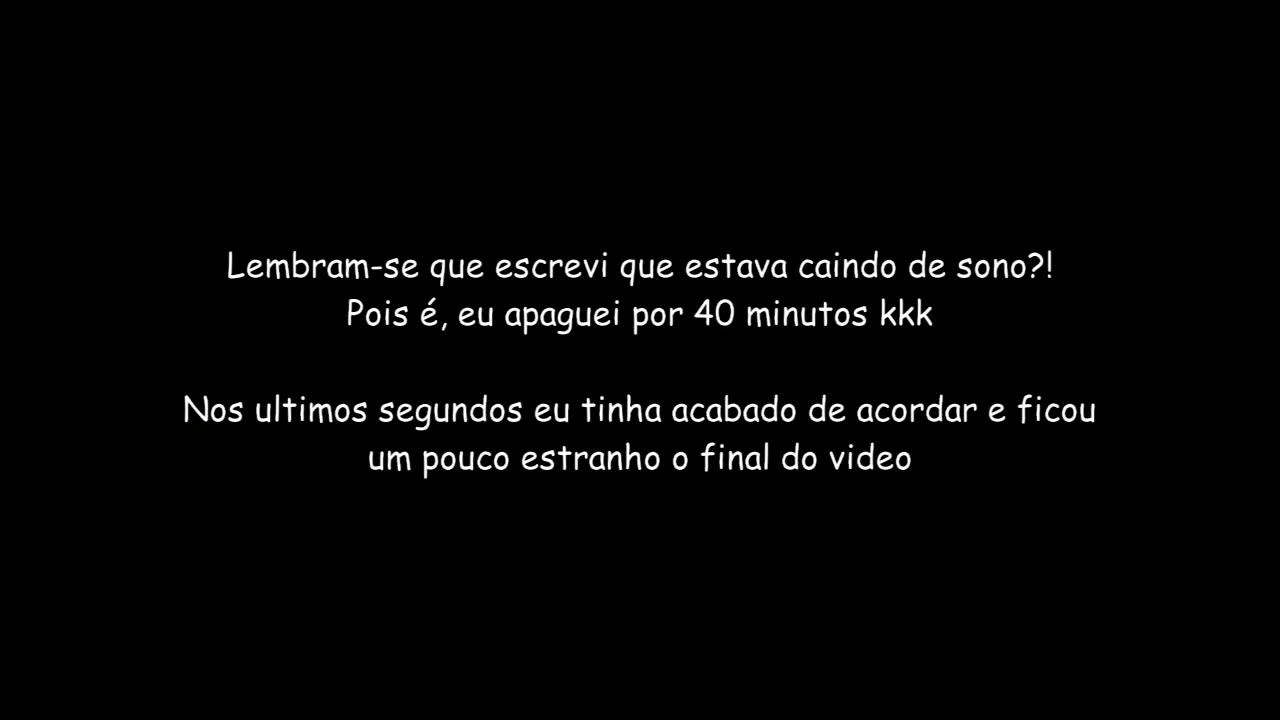 Lembram-se que escrevi que estava caindo de sono?!
Pois é, eu apaguei por 40 minutos kkk
Nos ultimos segundos eu tinha acabado de acordar e ficou
um pouco estranho o final do video